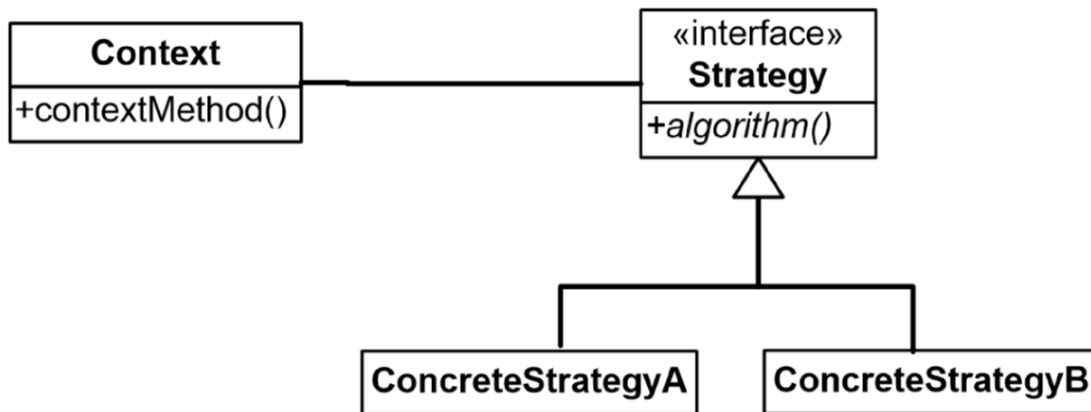 Context
+contextMethod()
«interface»
Strategy
+algorithm()
ConcreteStrategyA
ConcreteStrategyB